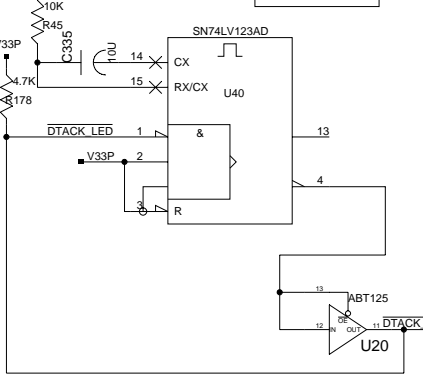 10K
R45
C335
10U
SN74LV123AD
V33P
14
CX
15
RX/CX
U40
4.7K
R178
DTACK_LED
1
&
13
V33P
2
4
3
R
13
ABT125
OE
12
IN
OUT
11
DTACK_
U20